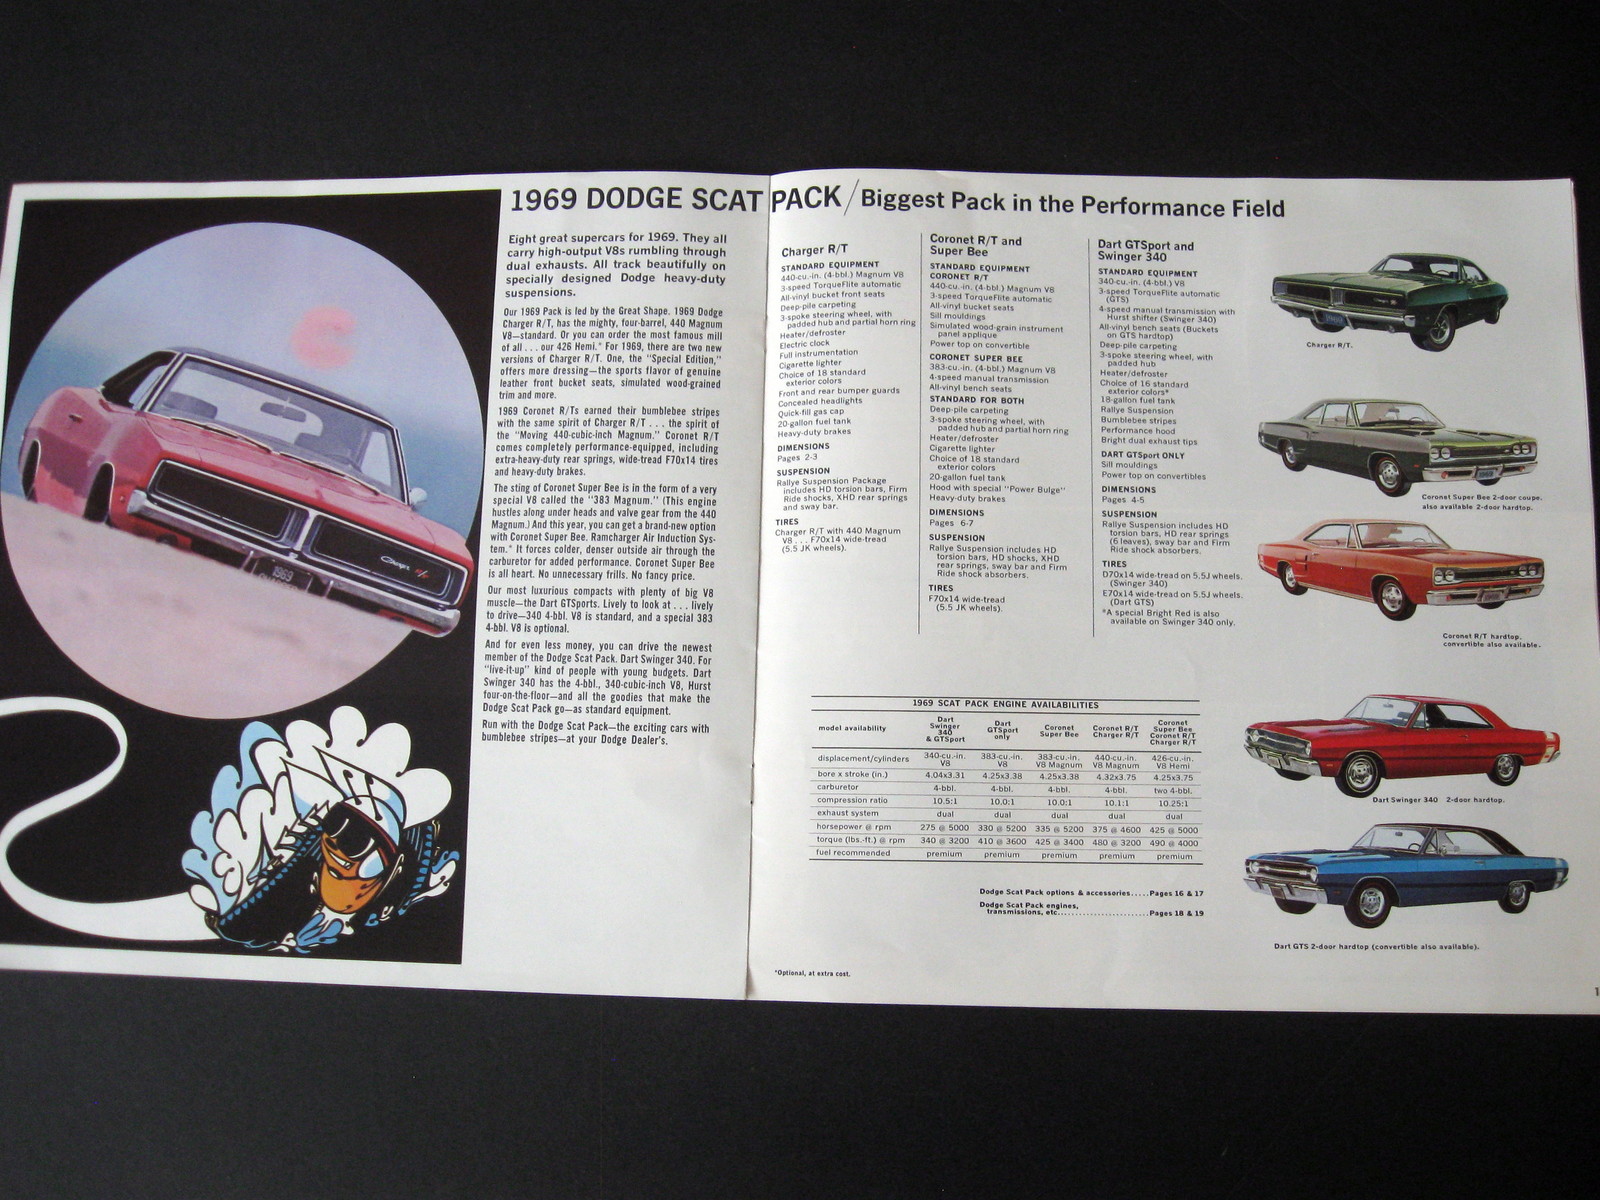 1969 DODGE SCAT PACK / Biggest Pack in the Performance Field
Eight great supercars for 1969. They all
carry high-output V8s rumbling through
dual exhausts. All track beautifully on
specially designed Dodge heavy-duty
suspensions.
Our 1969 Pack is led by the Great Shape. 1969 Dodge
Charger R/T, has the mighty, four-barrel, 440 Magnum
V8—standard. Or you can order the most famous mill
of all . . . our 426 Hemi.* For 1969, there are two new
versions of Charger R/T. One, the "Special Edition,"
offers more dressing—the sports flavor of genuine
leather front bucket seats, simulated wood-grained
trim and more.
1969 Coronet R/Ts earned their bumblebee stripes
with the same spirit of Charger R/T . . . the spirit of
the "Moving 440-cubic-inch Magnum." Coronet R/T
comes completely performance-equipped, including
extra-heavy-duty rear springs, wide-tread F70x14 tires
and heavy-duty brakes.
The sting of Coronet Super Bee is in the form of a very
special V8 called the "383 Magnum." (This engine
hustles along under heads and valve gear from the 440
Magnum.) And this year, you can get a brand-new option
with Coronet Super Bee. Ramcharger Air Induction Sys-
tem.* It forces colder, denser outside air through the
carburetor for added performance. Coronet Super Bee
is all heart. No unnecessary frills. No fancy price.
Our most luxurious compacts with plenty of big V8
muscle—the Dart GTSports. Lively to look at . . . lively
to drive—340 4-bbl. V8 is standard, and a special 383
4-bbl. V8 is optional.
And for even less money, you can drive the newest
member of the Dodge Scat Pack. Dart Swinger 340. For
"live-it-up" kind of people with young budgets. Dart
Swinger 340 has the 4-bbl., 340-cubic-inch V8, Hurst
four-on-the-floor—and all the goodies that make the
Dodge Scat Pack go—as standard equipment.
Run with the Dodge Scat Pack—the exciting cars with
bumblebee stripes—at your Dodge Dealer's.
Charger R/T
1969
Charger R/T
STANDARD EQUIPMENT
440-cu.-in. (4-bbl.) Magnum V8
3-speed TorqueFlite automatic
All-vinyl bucket front seats
Deep-pile carpeting
3-spoke steering wheel, with
padded hub and partial horn ring
Heater/defroster
Electric clock
Full instrumentation
Cigarette lighter
Choice of 18 standard
exterior colors
Front and rear bumper guards
Concealed headlights
Quick-fill gas cap
20-gallon fuel tank
Heavy-duty brakes
DIMENSIONS
Pages 2-3
SUSPENSION
Rallye Suspension Package
includes HD torsion bars, Firm
Ride shocks, XHD rear springs
and sway bar.
TIRES
Charger R/T with 440 Magnum
V8 . . . F70x14 wide-tread
(5.5 JK wheels).
Coronet R/T and
Super Bee
STANDARD EQUIPMENT
CORONET R/T
440-cu.-in. (4-bbl.) Magnum V8
3-speed TorqueFlite automatic
All-vinyl bucket seats
Sill mouldings
Simulated wood-grain instrument
panel applique
Power top on convertible
CORONET SUPER BEE
383-cu.-in. (4-bbl.) Magnum V8
4-speed manual transmission
All-vinyl bench seats
STANDARD FOR BOTH
Deep-pile carpeting
3-spoke steering wheel, with
padded hub and partial horn ring
Heater/defroster
Cigarette lighter
Choice of 18 standard
exterior colors
20-gallon fuel tank
Hood with special "Power Bulge"
Heavy-duty brakes
DIMENSIONS
Pages 6-7
SUSPENSION
Rallye Suspension includes HD
torsion bars, HD shocks, XHD
rear springs, sway bar and Firm
Ride shock absorbers.
TIRES
F70x14 wide-tread
(5.5 JK wheels).
Dart GTSport and
Swinger 340
STANDARD EQUIPMENT
340-cu.-in. (4-bbl.) V8
3-speed TorqueFlite automatic
(GTS)
4-speed manual transmission with
Hurst shifter (Swinger 340)
All-vinyl bench seats (Buckets
on GTS hardtop)
Deep-pile carpeting
3-spoke steering wheel, with
padded hub
Heater/defroster
Choice of 16 standard
exterior colors*
18-gallon fuel tank
Rallye Suspension
Bumblebee stripes
Performance hood
Bright dual exhaust tips
DART GTSport ONLY
Sill mouldings
Power top on convertibles
DIMENSIONS
Pages 4-5
SUSPENSION
Rallye Suspension includes HD
torsion bars, HD rear springs
(6 leaves), sway bar and Firm
Ride shock absorbers.
TIRES
D70x14 wide-tread on 5.5J wheels.
(Swinger 340)
E70x14 wide-tread on 5.5J wheels.
(Dart GTS)
*A special Bright Red is also
available on Swinger 340 only.
Charger R/T.
Coronet Super Bee 2-door coupe.
also available 2-door hardtop.
Coronet R/T hardtop.
convertible also available.
Dart Swinger 340 2-door hardtop.
Dart GTS 2-door hardtop (convertible also available).
1969 SCAT PACK ENGINE AVAILABILITIES
model availability | Dart Swinger 340 & GTSport | Dart GTSport only | Coronet Super Bee | Coronet R/T Charger R/T | Coronet Super Bee Coronet R/T Charger R/T
displacement/cylinders | 340-cu.-in. V8 | 383-cu.-in. V8 | 383-cu.-in. V8 Magnum | 440-cu.-in. V8 Magnum | 426-cu.-in. V8 Hemi
bore x stroke (in.) | 4.04x3.31 | 4.25x3.38 | 4.25x3.38 | 4.32x3.75 | 4.25x3.75
carburetor | 4-bbl. | 4-bbl. | 4-bbl. | 4-bbl. | two 4-bbl.
compression ratio | 10.5:1 | 10.0:1 | 10.0:1 | 10.1:1 | 10.25:1
exhaust system | dual | dual | dual | dual | dual
horsepower @ rpm | 275 @ 5000 | 330 @ 5200 | 335 @ 5200 | 375 @ 4600 | 425 @ 5000
torque (lbs.-ft.) @ rpm | 340 @ 3200 | 410 @ 3600 | 425 @ 3400 | 480 @ 3200 | 490 @ 4000
fuel recommended | premium | premium | premium | premium | premium
Dodge Scat Pack options & accessories.....Pages 16 & 17
Dodge Scat Pack engines,
transmissions, etc........................Pages 18 & 19
*Optional, at extra cost.